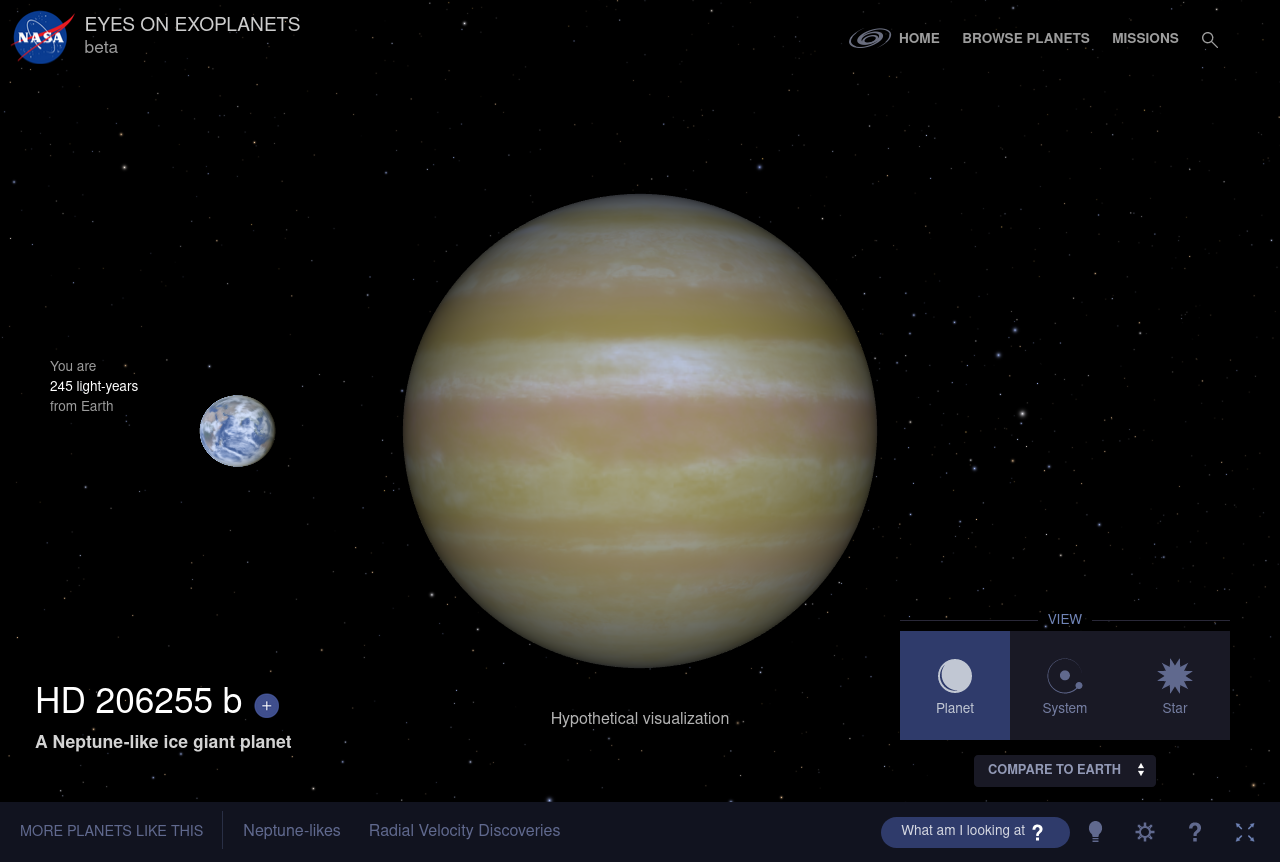 NASA
EYES ON EXOPLANETS
beta
HOME
BROWSE PLANETS
MISSIONS
You are
245 light-years
from Earth
HD 206255 b +
A Neptune-like ice giant planet
Hypothetical visualization
VIEW
Planet
System
Star
COMPARE TO EARTH
MORE PLANETS LIKE THIS
Neptune-likes
Radial Velocity Discoveries
What am I looking at ?
?